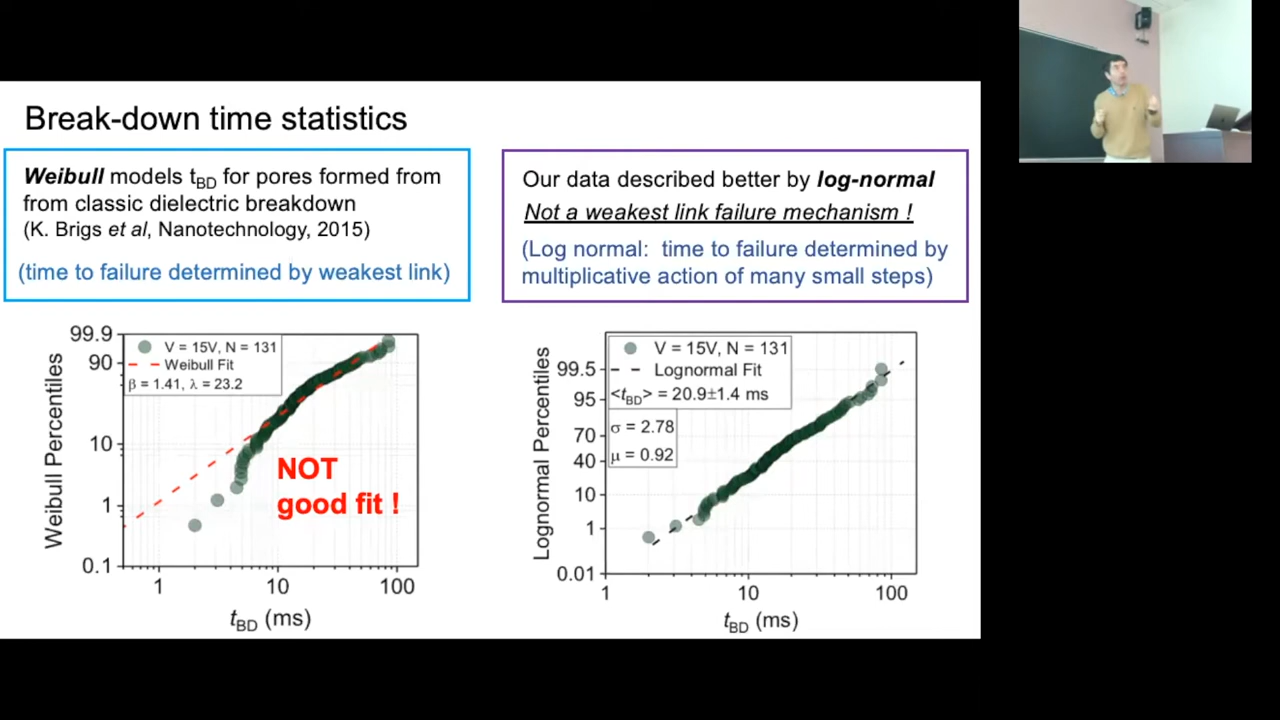 Break-down time statistics
Weibull models tBD for pores formed from
from classic dielectric breakdown
(K. Brigs et al, Nanotechnology, 2015)
(time to failure determined by weakest link)
Our data described better by log-normal
Not a weakest link failure mechanism !
(Log normal: time to failure determined by
multiplicative action of many small steps)
Weibull Percentiles
99.9
90
10
1
0.1
V = 15V, N = 131
Weibull Fit
β = 1.41, λ = 23.2
NOT
good fit !
1
10
100
tBD (ms)
Lognormal Percentiles
99.5
95
70
40
10
1
0.01
V = 15V, N = 131
Lognormal Fit
<tBD> = 20.9±1.4 ms
σ = 2.78
μ = 0.92
1
10
100
tBD (ms)